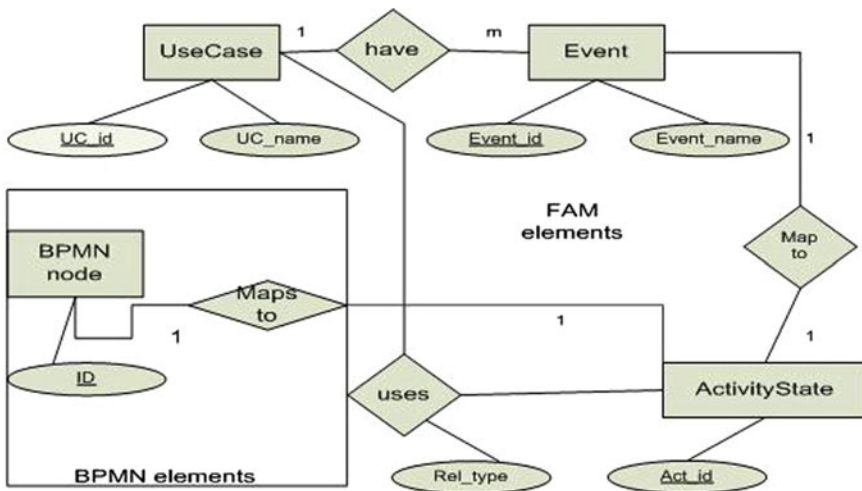 1
m
UseCase
have
Event
UC_id
UC_name
Event_id
Event_name
1
FAM
elements
Map
to
BPMN
node
Maps
to
1
1
1
ID
uses
ActivityState
BPMN elements
Rel_type
Act_id